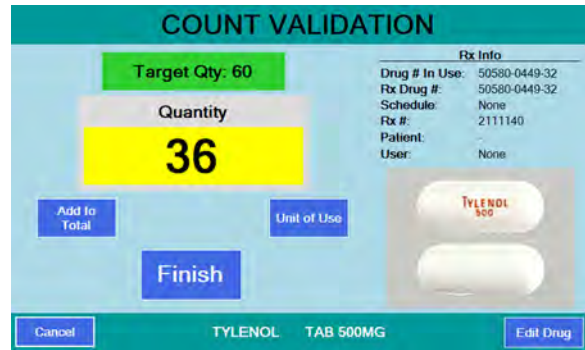 COUNT VALIDATION
Target Qty: 60
Quantity
36
Add to
Total
Unit of Use
Finish
Rx Info
Drug # In Use: 50580-0449-32
Rx Drug #: 50580-0449-32
Schedule: None
Rx #: 2111140
Patient: -
User: None
TYLENOL
500
Cancel
TYLENOL TAB 500MG
Edit Drug